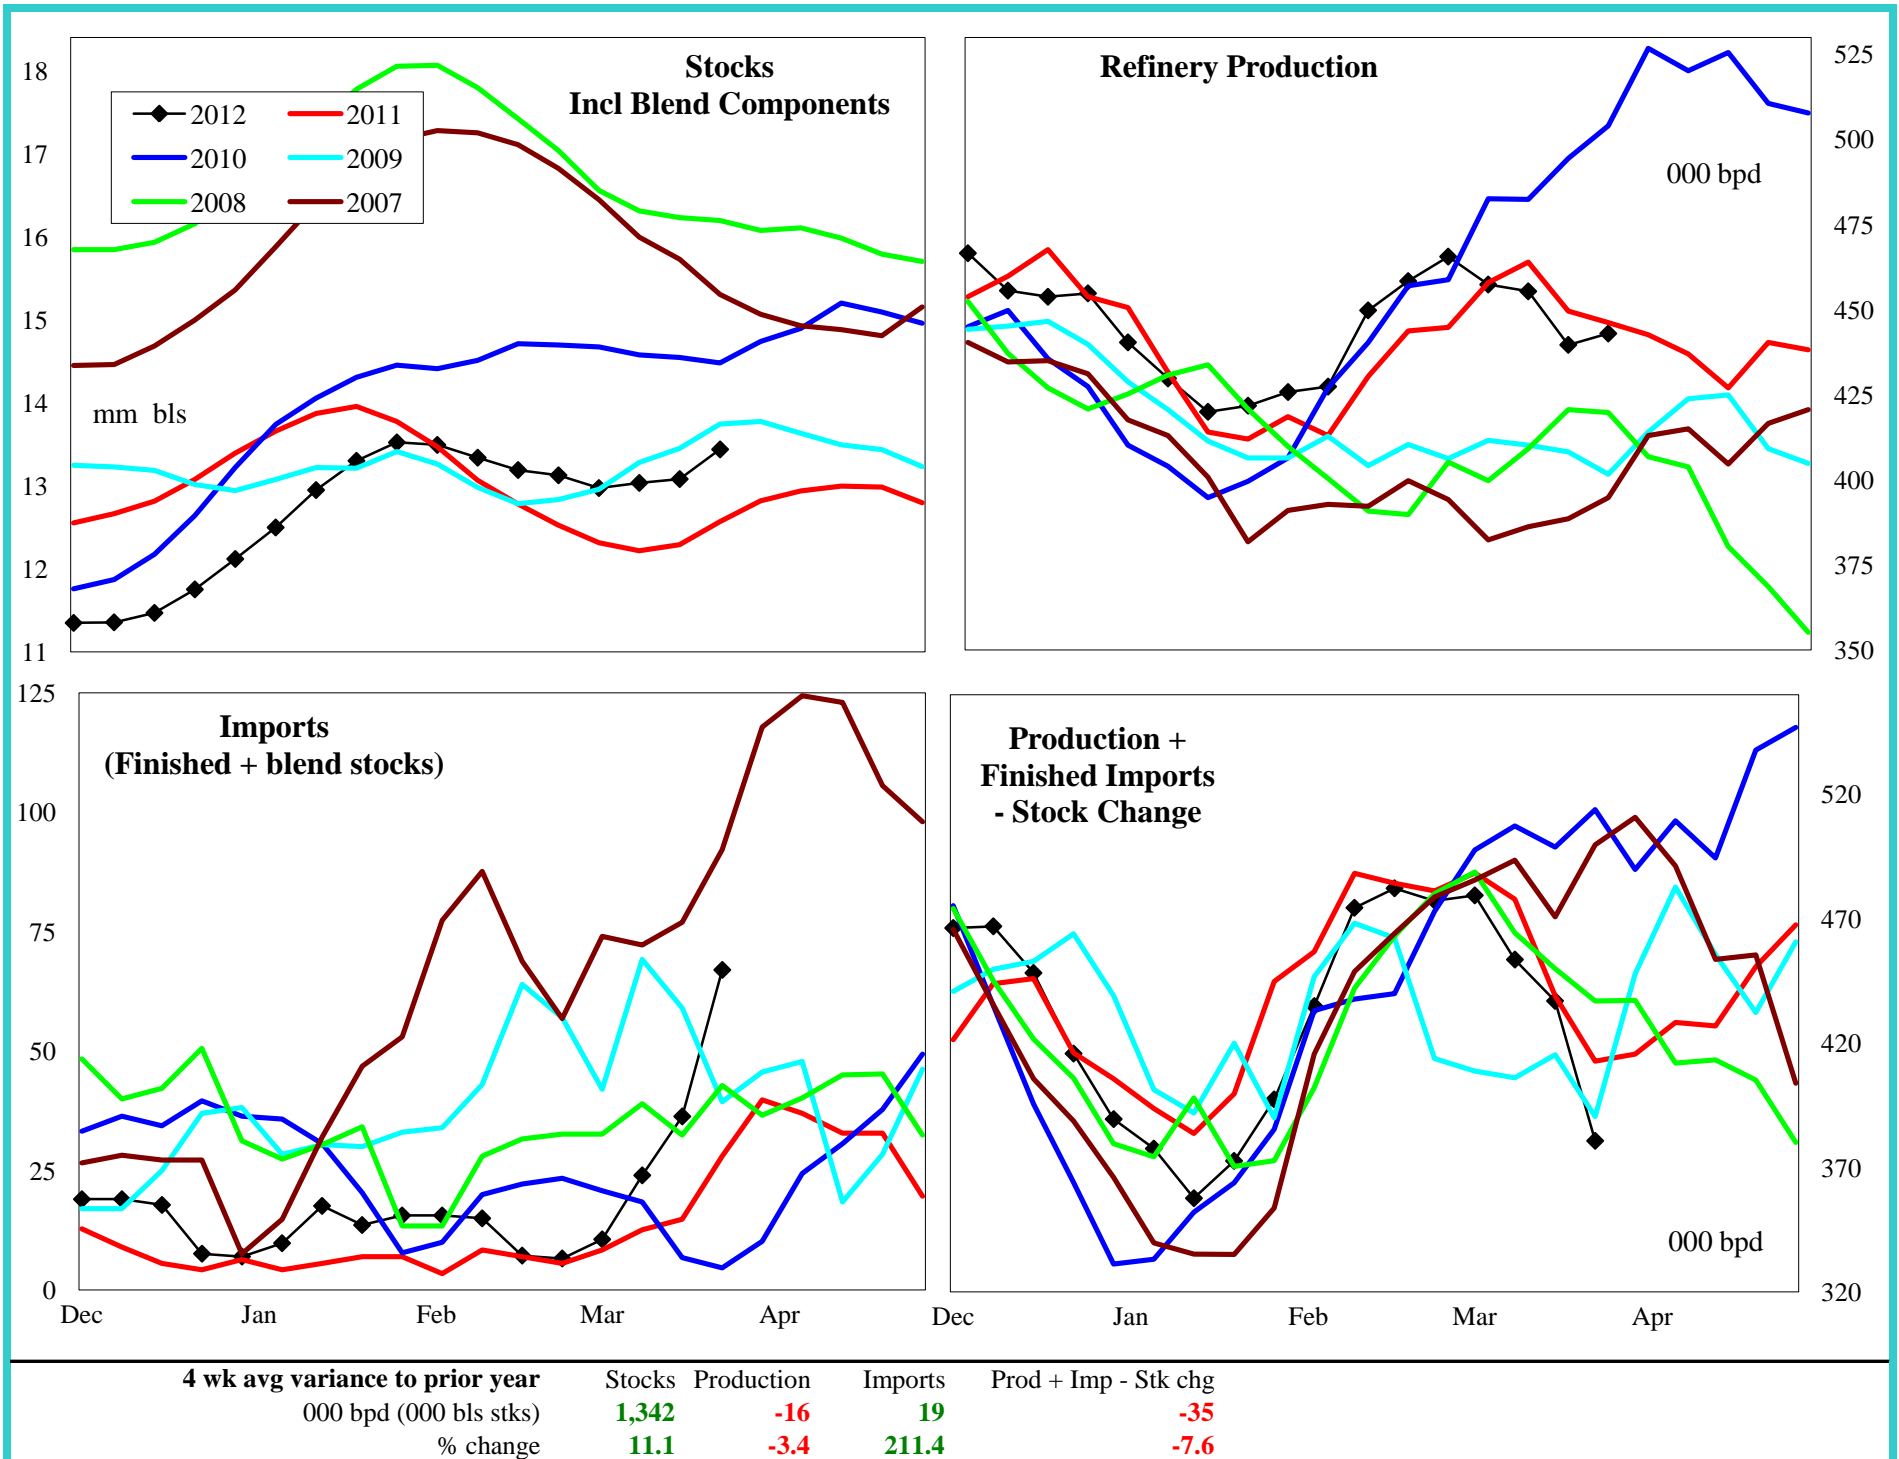 Stocks
Incl Blend Components
18
17
16
15
14
13
12
11
2012 2011
2010 2009
2008 2007
mm bls
Refinery Production
000 bpd
525
500
475
450
425
400
375
350
Imports
(Finished + blend stocks)
125
100
75
50
25
0
Dec Jan Feb Mar Apr
Production +
Finished Imports
- Stock Change
520
470
420
370
320
000 bpd
Dec Jan Feb Mar Apr
4 wk avg variance to prior year Stocks Production Imports Prod + Imp - Stk chg
000 bpd (000 bls stks) 1,342 -16 19 -35
% change 11.1 -3.4 211.4 -7.6